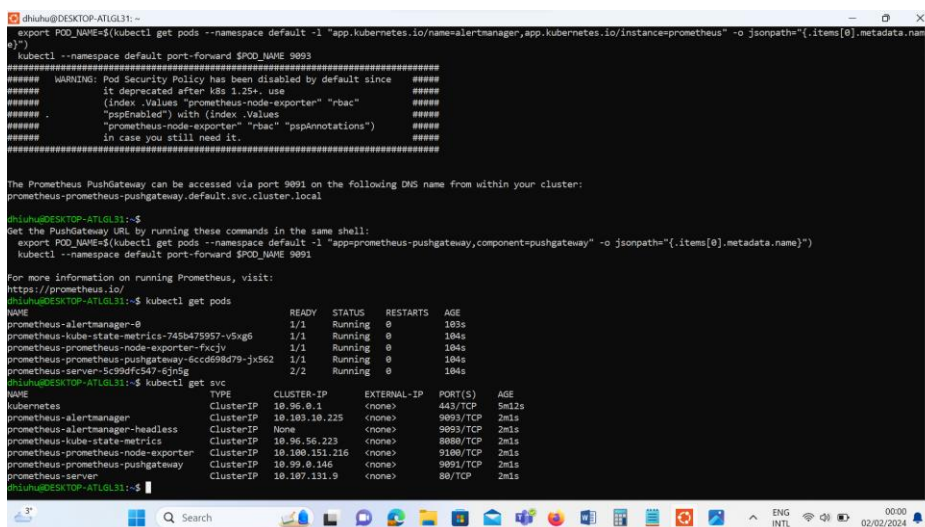 dhiuhu@DESKTOP-ATLGL31: ~
export POD_NAME=$(kubectl get pods --namespace default -l "app.kubernetes.io/name=alertmanager,app.kubernetes.io/instance=prometheus" -o jsonpath="{.items[0].metadata.nam
e}")
kubectl --namespace default port-forward $POD_NAME 9093
#################################################################################
###### WARNING: Pod Security Policy has been disabled by default since #####
###### it deprecated after k8s 1.25+. use #####
###### (index .Values "prometheus-node-exporter" "rbac" #####
###### . "pspEnabled") with (index .Values #####
###### "prometheus-node-exporter" "rbac" "pspAnnotations") #####
###### in case you still need it. #####
#################################################################################
The Prometheus PushGateway can be accessed via port 9091 on the following DNS name from within your cluster:
prometheus-prometheus-pushgateway.default.svc.cluster.local
dhiuhu@DESKTOP-ATLGL31:~$
Get the PushGateway URL by running these commands in the same shell:
export POD_NAME=$(kubectl get pods --namespace default -l "app=prometheus-pushgateway,component=pushgateway" -o jsonpath="{.items[0].metadata.name}")
kubectl --namespace default port-forward $POD_NAME 9091
For more information on running Prometheus, visit:
https://prometheus.io/
dhiuhu@DESKTOP-ATLGL31:~$ kubectl get pods
NAME READY STATUS RESTARTS AGE
prometheus-alertmanager-0 1/1 Running 0 103s
prometheus-kube-state-metrics-745b475957-v5xg6 1/1 Running 0 104s
prometheus-prometheus-node-exporter-fxcjv 1/1 Running 0 104s
prometheus-prometheus-pushgateway-6ccd698d79-jx562 1/1 Running 0 104s
prometheus-server-5c99dfc547-6jn5g 2/2 Running 0 104s
dhiuhu@DESKTOP-ATLGL31:~$ kubectl get svc
NAME TYPE CLUSTER-IP EXTERNAL-IP PORT(S) AGE
kubernetes ClusterIP 10.96.0.1 <none> 443/TCP 5m12s
prometheus-alertmanager ClusterIP 10.103.10.225 <none> 9093/TCP 2m1s
prometheus-alertmanager-headless ClusterIP None <none> 9093/TCP 2m1s
prometheus-kube-state-metrics ClusterIP 10.96.56.223 <none> 8080/TCP 2m1s
prometheus-prometheus-node-exporter ClusterIP 10.100.151.216 <none> 9100/TCP 2m1s
prometheus-prometheus-pushgateway ClusterIP 10.99.0.146 <none> 9091/TCP 2m1s
prometheus-server ClusterIP 10.107.131.9 <none> 80/TCP 2m1s
dhiuhu@DESKTOP-ATLGL31:~$
3° Search ENG INTL 00:00 02/02/2024